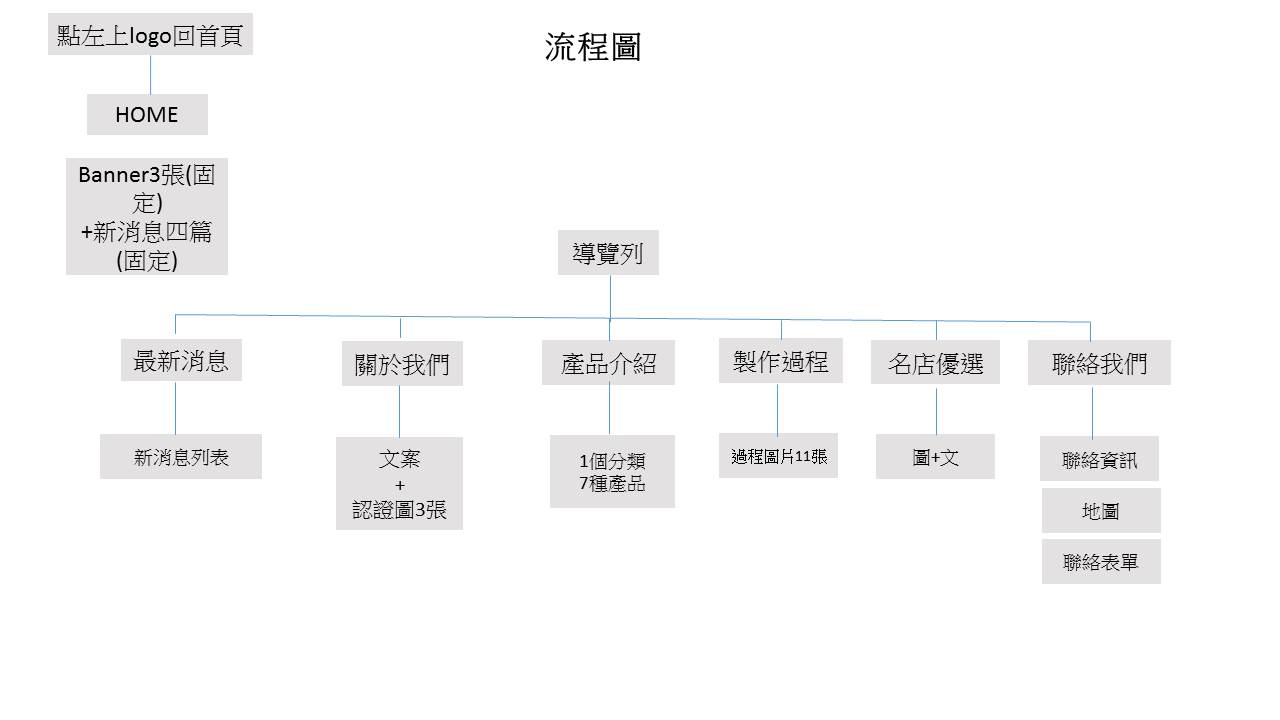 點左上logo回首頁
流程圖
HOME
Banner3張(固
定)
+新消息四篇
(固定)
導覽列
最新消息
關於我們
產品介紹
製作過程
名店優選
聯絡我們
新消息列表
文案
+
認證圖3張
1個分類
7種產品
過程圖片11張
圖+文
聯絡資訊
地圖
聯絡表單